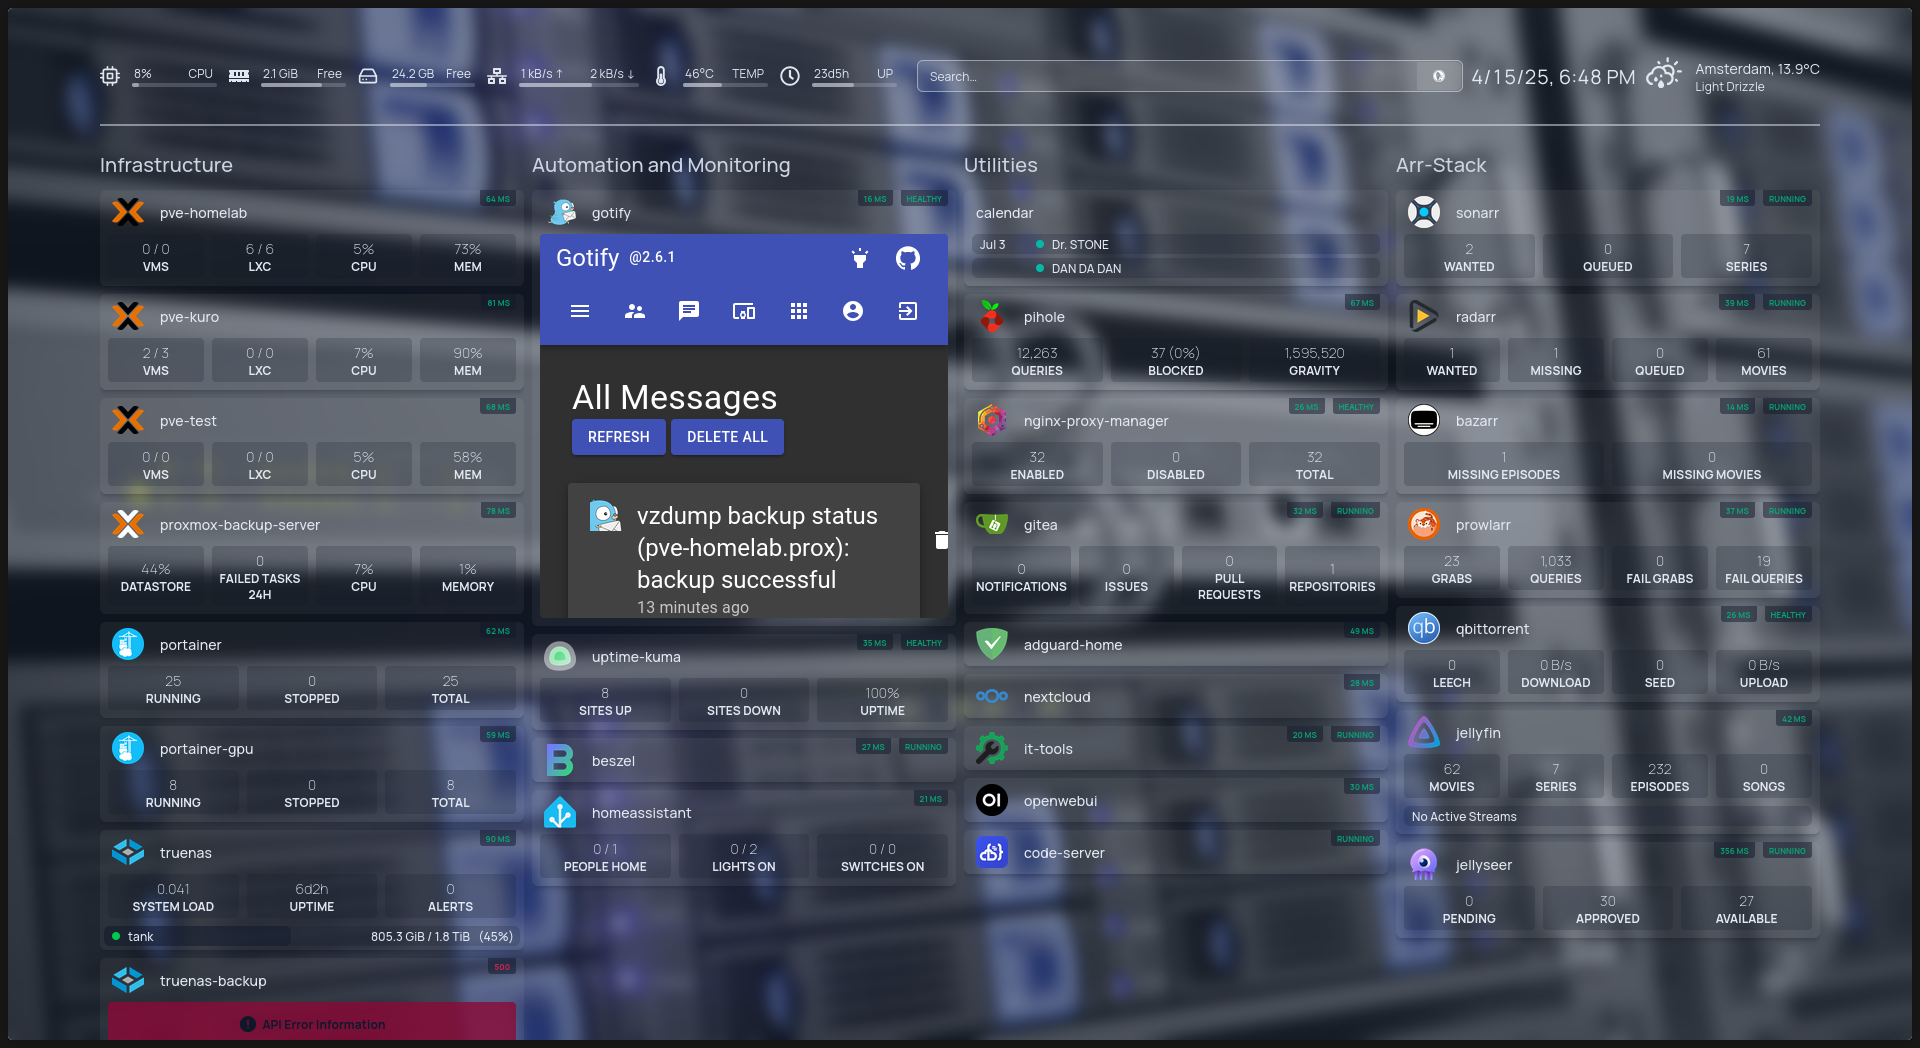 8% CPU 2.1 GiB Free 24.2 GB Free 1 kB/s ↑ 2 kB/s ↓ 46°C TEMP 23d5h UP Search... 4/15/25, 6:48 PM Amsterdam, 13.9°C
Light Drizzle
Infrastructure
64 MS
pve-homelab
0 / 0 6 / 6 5% 73%
VMS LXC CPU MEM
81 MS
pve-kuro
2 / 3 0 / 0 7% 90%
VMS LXC CPU MEM
68 MS
pve-test
0 / 0 0 / 0 5% 58%
VMS LXC CPU MEM
78 MS
proxmox-backup-server
44% 0 7% 1%
DATASTORE FAILED TASKS 24H CPU MEMORY
62 MS
portainer
25 0 25
RUNNING STOPPED TOTAL
59 MS
portainer-gpu
8 0 8
RUNNING STOPPED TOTAL
90 MS
truenas
0.041 6d2h 0
SYSTEM LOAD UPTIME ALERTS
tank 805.3 GiB / 1.8 TiB (45%)
500
truenas-backup
API Error Information
Automation and Monitoring
16 MS HEALTHY
gotify
Gotify @2.6.1
All Messages
REFRESH DELETE ALL
vzdump backup status
(pve-homelab.prox):
backup successful
13 minutes ago
35 MS HEALTHY
uptime-kuma
8 0 100%
SITES UP SITES DOWN UPTIME
27 MS RUNNING
B beszel
21 MS
homeassistant
0 / 1 0 / 2 0 / 0
PEOPLE HOME LIGHTS ON SWITCHES ON
Utilities
calendar
Jul 3 Dr. STONE
DAN DA DAN
67 MS
pihole
12,263 37 (0%) 1,595,520
QUERIES BLOCKED GRAVITY
26 MS HEALTHY
nginx-proxy-manager
32 0 32
ENABLED DISABLED TOTAL
32 MS RUNNING
gitea
0 0 0 1
NOTIFICATIONS ISSUES PULL REQUESTS REPOSITORIES
49 MS
adguard-home
28 MS
nextcloud
20 MS RUNNING
it-tools
30 MS
OI openwebui
RUNNING
code-server
Arr-Stack
19 MS RUNNING
sonarr
2 0 7
WANTED QUEUED SERIES
39 MS RUNNING
radarr
1 1 0 61
WANTED MISSING QUEUED MOVIES
14 MS RUNNING
bazarr
1 0
MISSING EPISODES MISSING MOVIES
37 MS RUNNING
prowlarr
23 1,033 0 19
GRABS QUERIES FAIL GRABS FAIL QUERIES
26 MS HEALTHY
qb qbittorrent
0 0 B/s 0 0 B/s
LEECH DOWNLOAD SEED UPLOAD
42 MS
jellyfin
62 7 232 0
MOVIES SERIES EPISODES SONGS
No Active Streams
356 MS RUNNING
jellyseer
0 30 27
PENDING APPROVED AVAILABLE